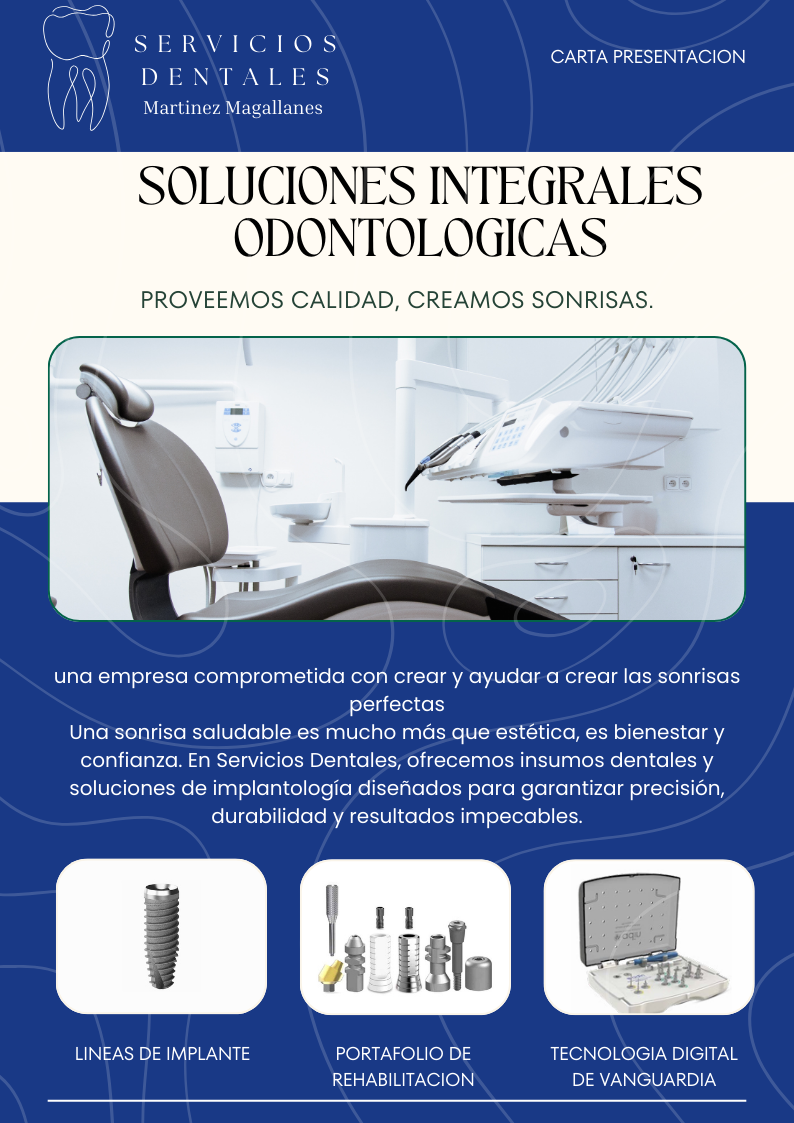 SERVICIOS
DENTALES
Martinez Magallanes
CARTA PRESENTACION
SOLUCIONES INTEGRALES
ODONTOLOGICAS
PROVEEMOS CALIDAD, CREAMOS SONRISAS.
una empresa comprometida con crear y ayudar a crear las sonrisas
perfectas
Una sonrisa saludable es mucho más que estética, es bienestar y
confianza. En Servicios Dentales, ofrecemos insumos dentales y
soluciones de implantología diseñados para garantizar precisión,
durabilidad y resultados impecables.
LINEAS DE IMPLANTE
PORTAFOLIO DE
REHABILITACION
TECNOLOGIA DIGITAL
DE VANGUARDIA